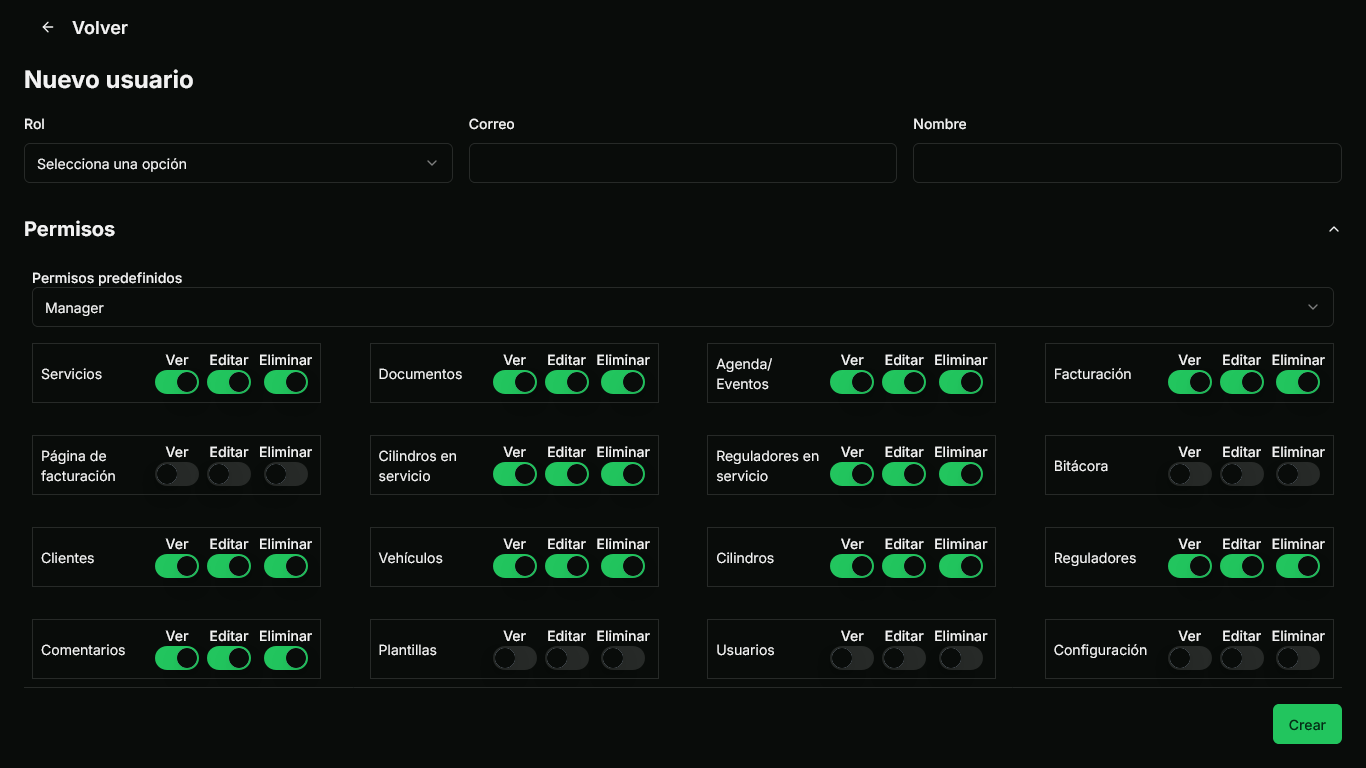 Volver
Nuevo usuario
Rol
Correo
Nombre
Selecciona una opción
Permisos
Permisos predefinidos
Manager
Servicios
Ver Editar Eliminar
Documentos
Ver Editar Eliminar
Agenda/
Eventos
Ver Editar Eliminar
Facturación
Ver Editar Eliminar
Página de
facturación
Ver Editar Eliminar
Cilindros en
servicio
Ver Editar Eliminar
Reguladores en
servicio
Ver Editar Eliminar
Bitácora
Ver Editar Eliminar
Clientes
Ver Editar Eliminar
Vehículos
Ver Editar Eliminar
Cilindros
Ver Editar Eliminar
Reguladores
Ver Editar Eliminar
Comentarios
Ver Editar Eliminar
Plantillas
Ver Editar Eliminar
Usuarios
Ver Editar Eliminar
Configuración
Ver Editar Eliminar
Crear